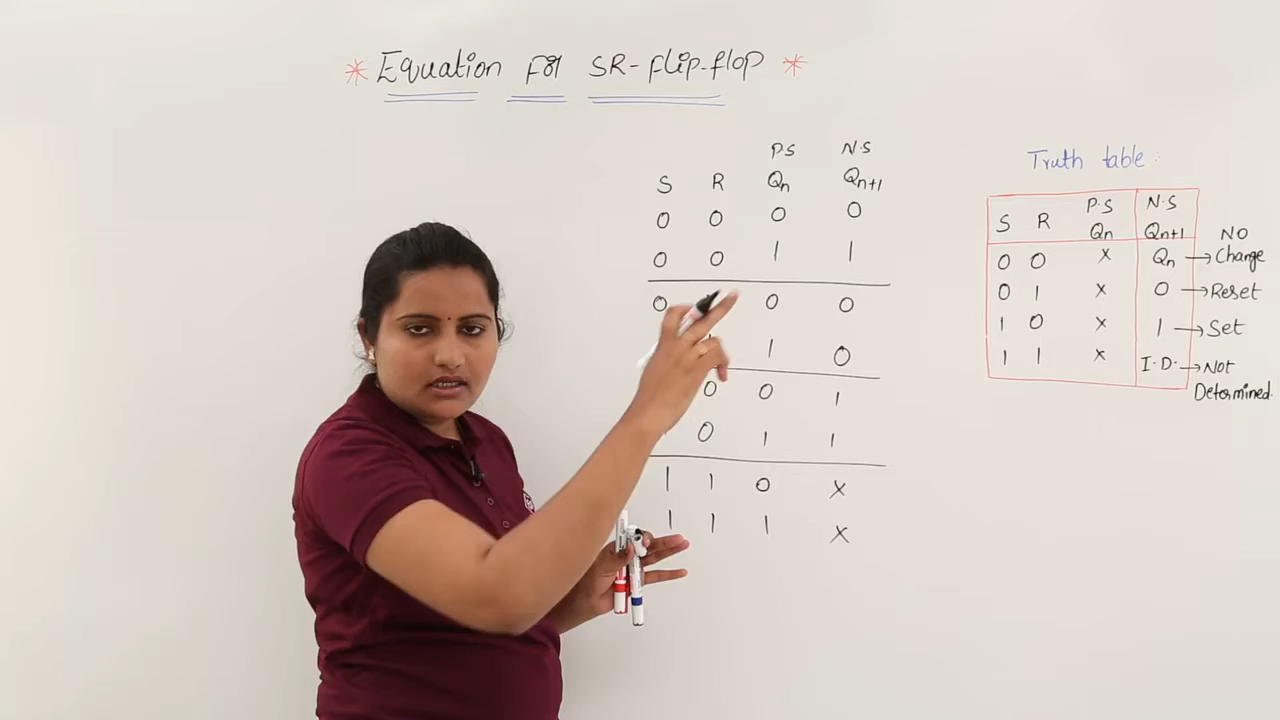 * Equation For SR-flip-flop *
P.S N.S
S R Qn Qn+1
0 0 0 0
0 0 1 1
0 0 0
1 0
0 0 1
0 1 1
1 1 0 x
1 1 1 x
Truth table:
P.S N.S
S R Qn Qn+1
0 0 x Qn → NO Change
0 1 x 0 → Reset
1 0 x 1 → Set
1 1 x I.D. → Not Determined.